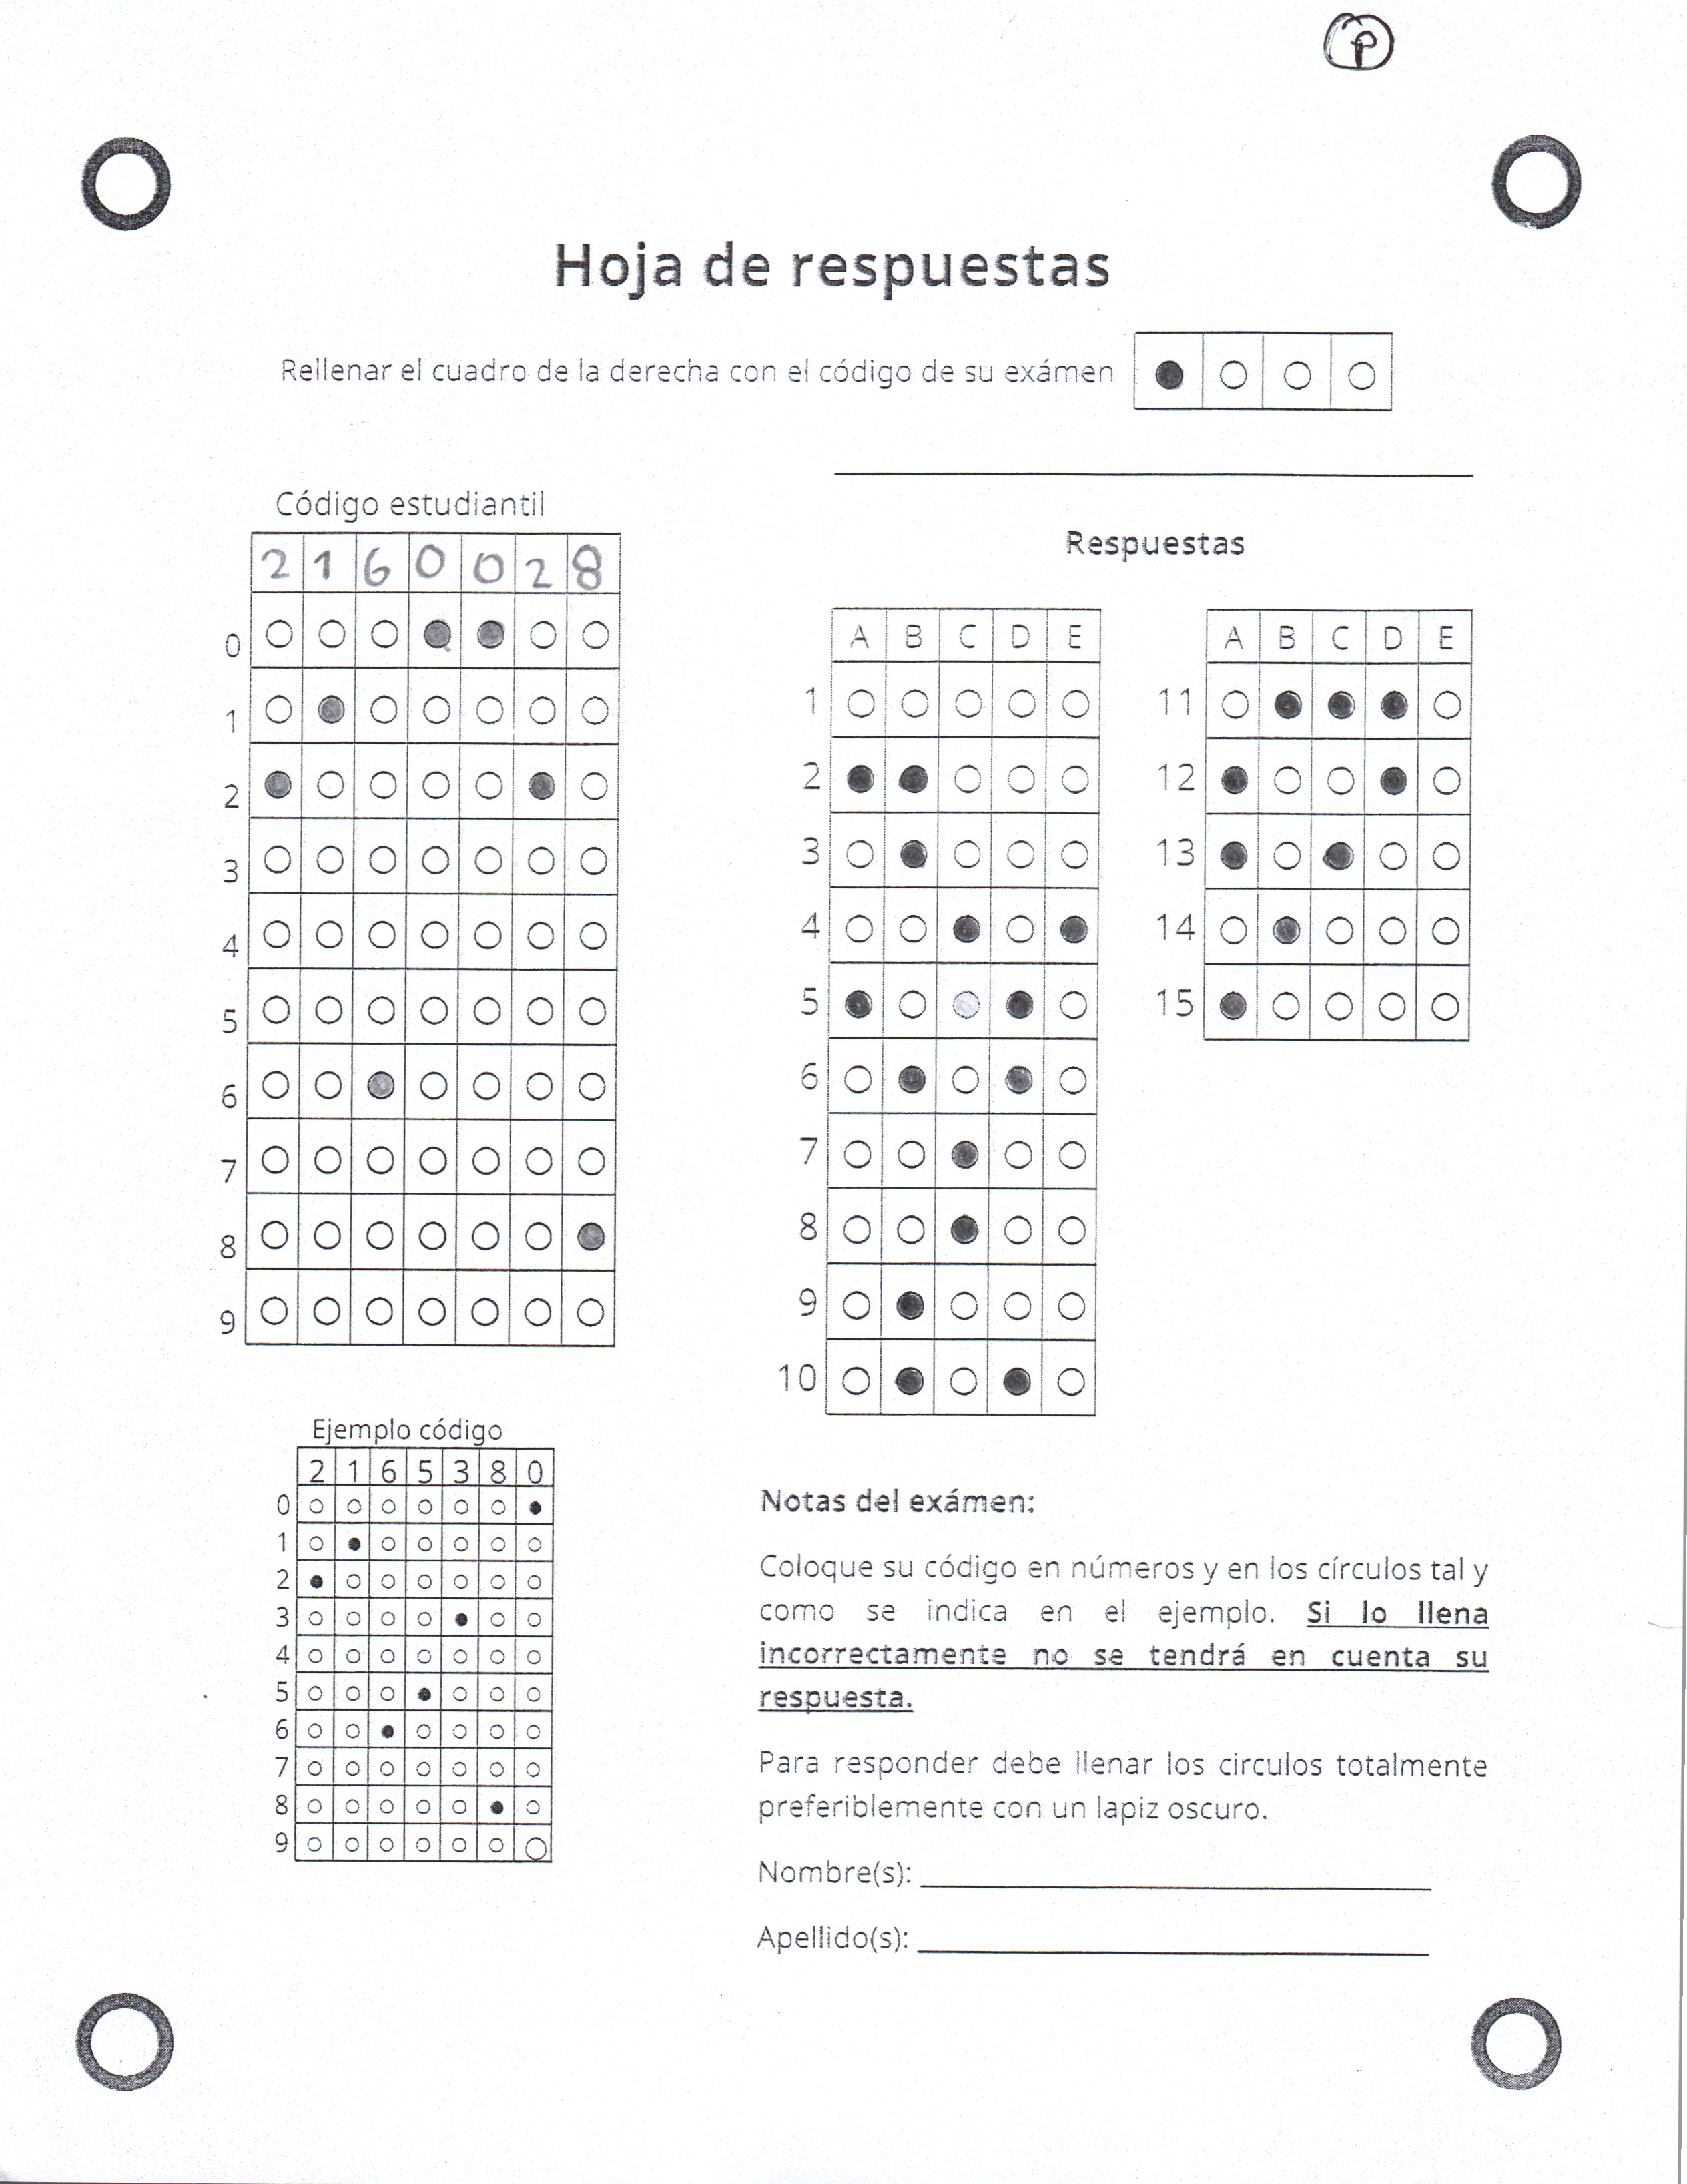 P
Hoja de respuestas
Rellenar el cuadro de la derecha con el código de su exámen
Código estudiantil
2 1 6 0 0 2 8
0
1
2
3
4
5
6
7
8
9
Respuestas
A B C D E
1
2
3
4
5
6
7
8
9
10
A B C D E
11
12
13
14
15
Ejemplo código
2 1 6 5 3 8 0
0
1
2
3
4
5
6
7
8
9
Notas del exámen:
Coloque su código en números y en los círculos tal y
como se indica en el ejemplo. Si lo llena
incorrectamente no se tendrá en cuenta su
respuesta.
Para responder debe llenar los circulos totalmente
preferiblemente con un lapiz oscuro.
Nombre(s):
Apellido(s):